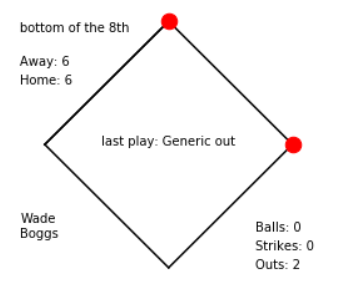 bottom of the 8th
Away: 6
Home: 6
last play: Generic out
Wade
Boggs
Balls: 0
Strikes: 0
Outs: 2